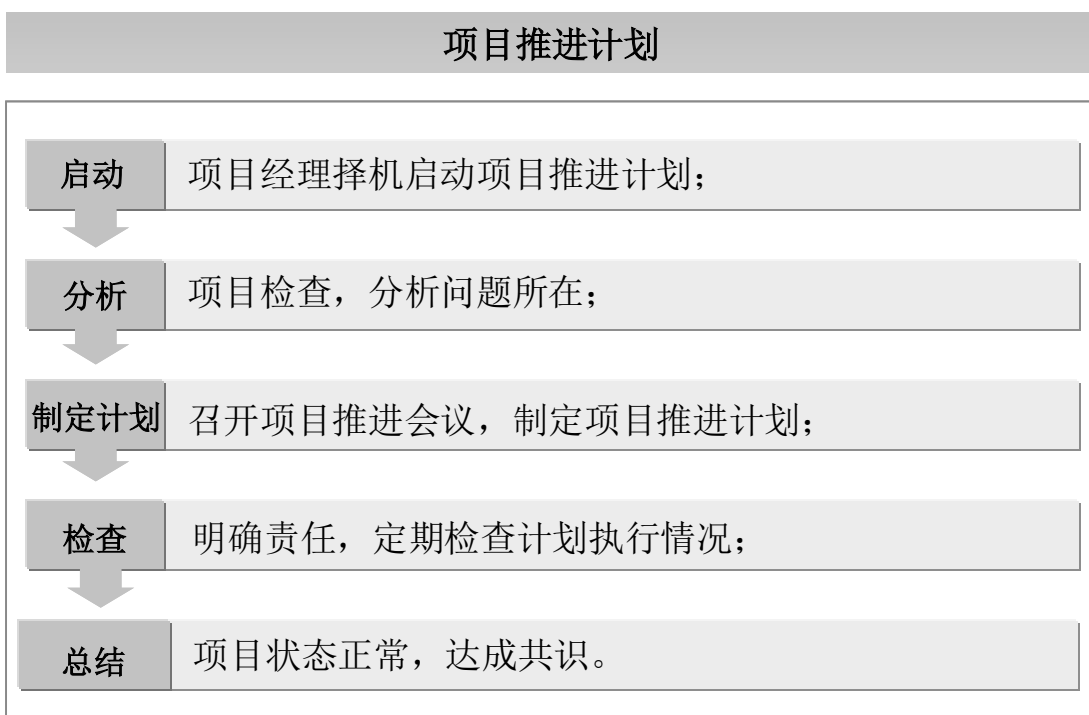 项目推进计划
启动
项目经理择机启动项目推进计划；
分析
项目检查，分析问题所在；
制定计划
召开项目推进会议，制定项目推进计划；
检查
明确责任，定期检查计划执行情况；
总结
项目状态正常，达成共识。